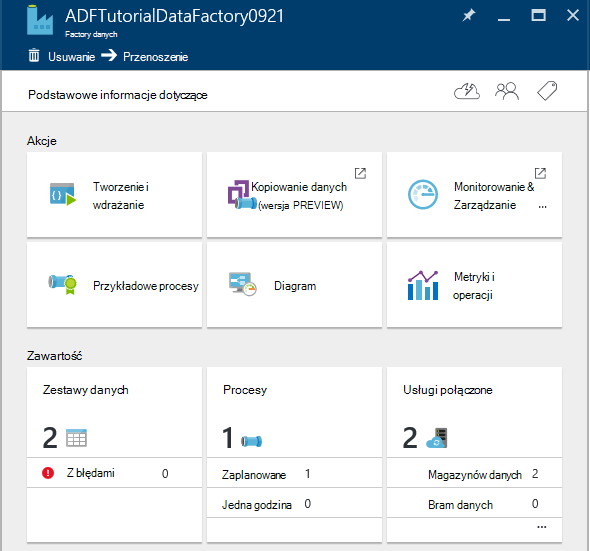 ADFTutorialDataFactory0921
Factory danych
Usuwanie Przenoszenie
Podstawowe informacje dotyczące
Akcje
Tworzenie i
wdrażanie
Kopiowanie danych
(wersja PREVIEW)
Monitorowanie &
Zarządzanie
...
Przykładowe procesy
Diagram
Metryki i
operacji
Zawartość
Zestawy danych
2
Z błędami 0
Procesy
1
Zaplanowane 1
Jedna godzina 0
Usługi połączone
2
Magazynów danych 2
Bram danych 0
...